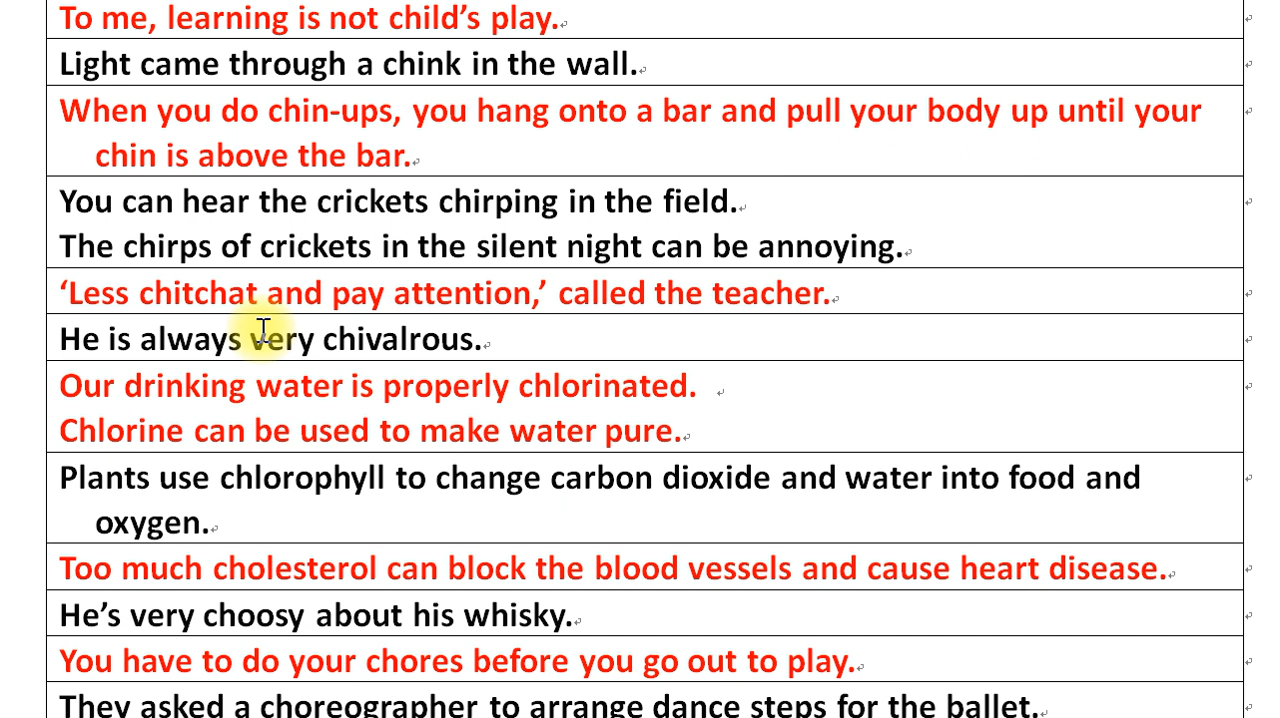 To me, learning is not child’s play.
Light came through a chink in the wall.
When you do chin-ups, you hang onto a bar and pull your body up until your
chin is above the bar.
You can hear the crickets chirping in the field.
The chirps of crickets in the silent night can be annoying.
‘Less chitchat and pay attention,’ called the teacher.
He is always very chivalrous.
Our drinking water is properly chlorinated.
Chlorine can be used to make water pure.
Plants use chlorophyll to change carbon dioxide and water into food and
oxygen.
Too much cholesterol can block the blood vessels and cause heart disease.
He’s very choosy about his whisky.
You have to do your chores before you go out to play.
They asked a choreographer to arrange dance steps for the ballet.